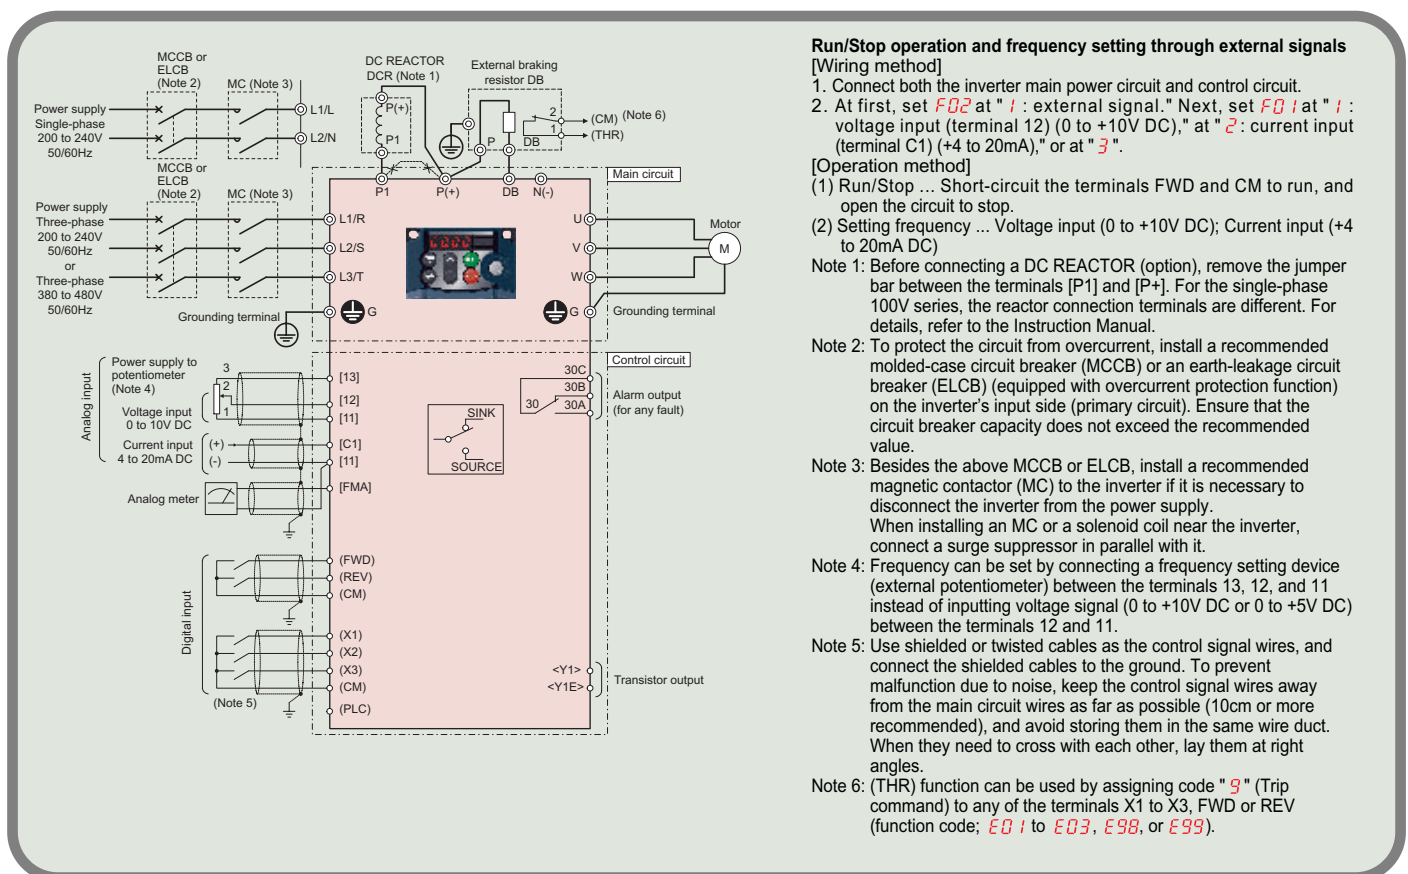 MCCB or
ELCB
(Note 2)
MC (Note 3)
Power supply
Single-phase
200 to 240V
50/60Hz
L1/L
L2/N
DC REACTOR
DCR (Note 1)
P(+)
P1
External braking
resistor DB
2
1
P
DB
(CM)
(Note 6)
(THR)
MCCB or
ELCB
(Note 2)
MC (Note 3)
Power supply
Three-phase
200 to 240V
50/60Hz
or
Three-phase
380 to 480V
50/60Hz
Main circuit
P1
P(+)
DB
N(-)
L1/R
L2/S
L3/T
U
V
W
Motor
M
G
G
Grounding terminal
Grounding terminal
Control circuit
Analog input
Power supply to
potentiometer
(Note 4)
3
2
1
Voltage input
0 to 10V DC
Current input
4 to 20mA DC
(+)
(-)
Analog meter
[13]
[12]
[11]
[C1]
[11]
[FMA]
SINK
SOURCE
30C
30B
30
30A
Alarm output
(for any fault)
Digital input
(FWD)
(REV)
(CM)
(X1)
(X2)
(X3)
(CM)
(PLC)
(Note 5)
<Y1>
<Y1E>
Transistor output
Run/Stop operation and frequency setting through external signals
[Wiring method]
1. Connect both the inverter main power circuit and control circuit.
2. At first, set F02 at " 1 : external signal." Next, set F01 at " 1 :
voltage input (terminal 12) (0 to +10V DC)," at " 2 : current input
(terminal C1) (+4 to 20mA)," or at " 3 ".
[Operation method]
(1) Run/Stop ... Short-circuit the terminals FWD and CM to run, and
open the circuit to stop.
(2) Setting frequency ... Voltage input (0 to +10V DC); Current input (+4
to 20mA DC)
Note 1: Before connecting a DC REACTOR (option), remove the jumper
bar between the terminals [P1] and [P+]. For the single-phase
100V series, the reactor connection terminals are different. For
details, refer to the Instruction Manual.
Note 2: To protect the circuit from overcurrent, install a recommended
molded-case circuit breaker (MCCB) or an earth-leakage circuit
breaker (ELCB) (equipped with overcurrent protection function)
on the inverter's input side (primary circuit). Ensure that the
circuit breaker capacity does not exceed the recommended
value.
Note 3: Besides the above MCCB or ELCB, install a recommended
magnetic contactor (MC) to the inverter if it is necessary to
disconnect the inverter from the power supply.
When installing an MC or a solenoid coil near the inverter,
connect a surge suppressor in parallel with it.
Note 4: Frequency can be set by connecting a frequency setting device
(external potentiometer) between the terminals 13, 12, and 11
instead of inputting voltage signal (0 to +10V DC or 0 to +5V DC)
between the terminals 12 and 11.
Note 5: Use shielded or twisted cables as the control signal wires, and
connect the shielded cables to the ground. To prevent
malfunction due to noise, keep the control signal wires away
from the main circuit wires as far as possible (10cm or more
recommended), and avoid storing them in the same wire duct.
When they need to cross with each other, lay them at right
angles.
Note 6: (THR) function can be used by assigning code " 9 " (Trip
command) to any of the terminals X1 to X3, FWD or REV
(function code; E01 to E03, E98, or E99).